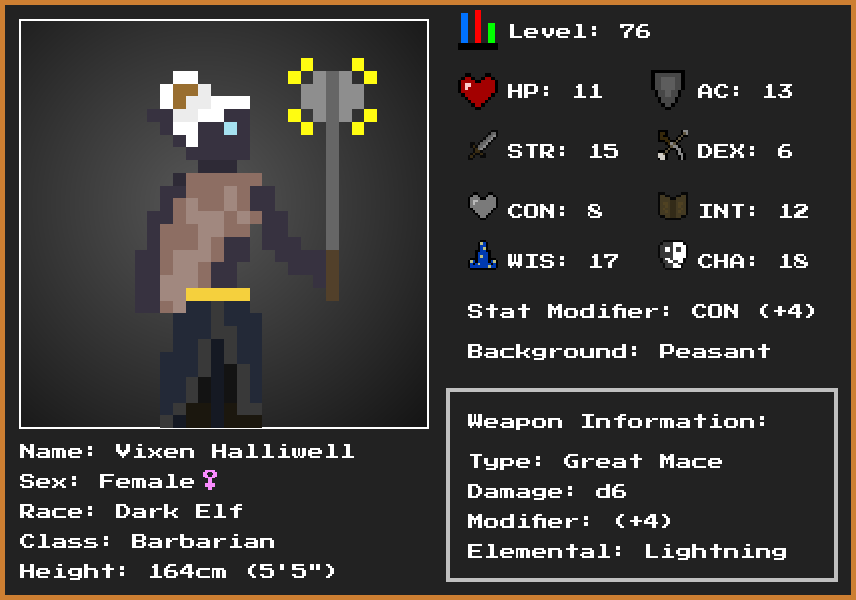 Level: 76
HP: 11
AC: 13
STR: 15
DEX: 6
CON: 8
INT: 12
WIS: 17
CHA: 18
Stat Modifier: CON (+4)
Background: Peasant
Weapon Information:
Type: Great Mace
Damage: d6
Modifier: (+4)
Elemental: Lightning
Name: Vixen Halliwell
Sex: Female♀
Race: Dark Elf
Class: Barbarian
Height: 164cm (5'5")